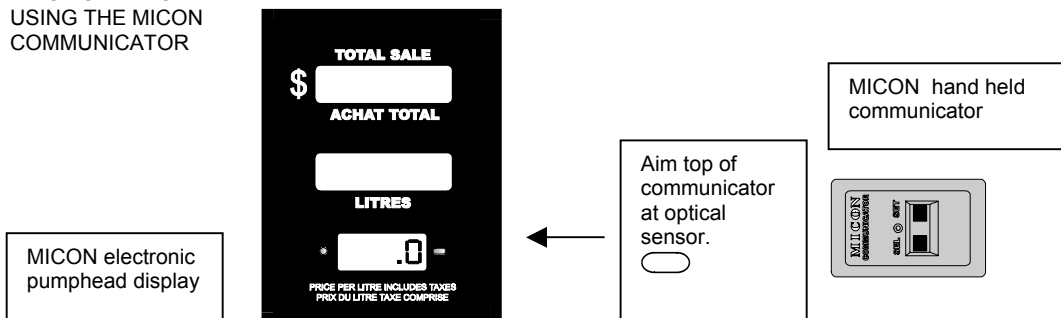 USING THE MICON
COMMUNICATOR
TOTAL SALE
$
ACHAT TOTAL
LITRES
.0
PRICE PER LITRE INCLUDES TAXES
PRIX DU LITRE TAXE COMPRISE
MICON electronic
pumphead display
Aim top of
communicator
at optical
sensor.
MICON hand held
communicator
MICON
COMMUNICATOR
SEL SET